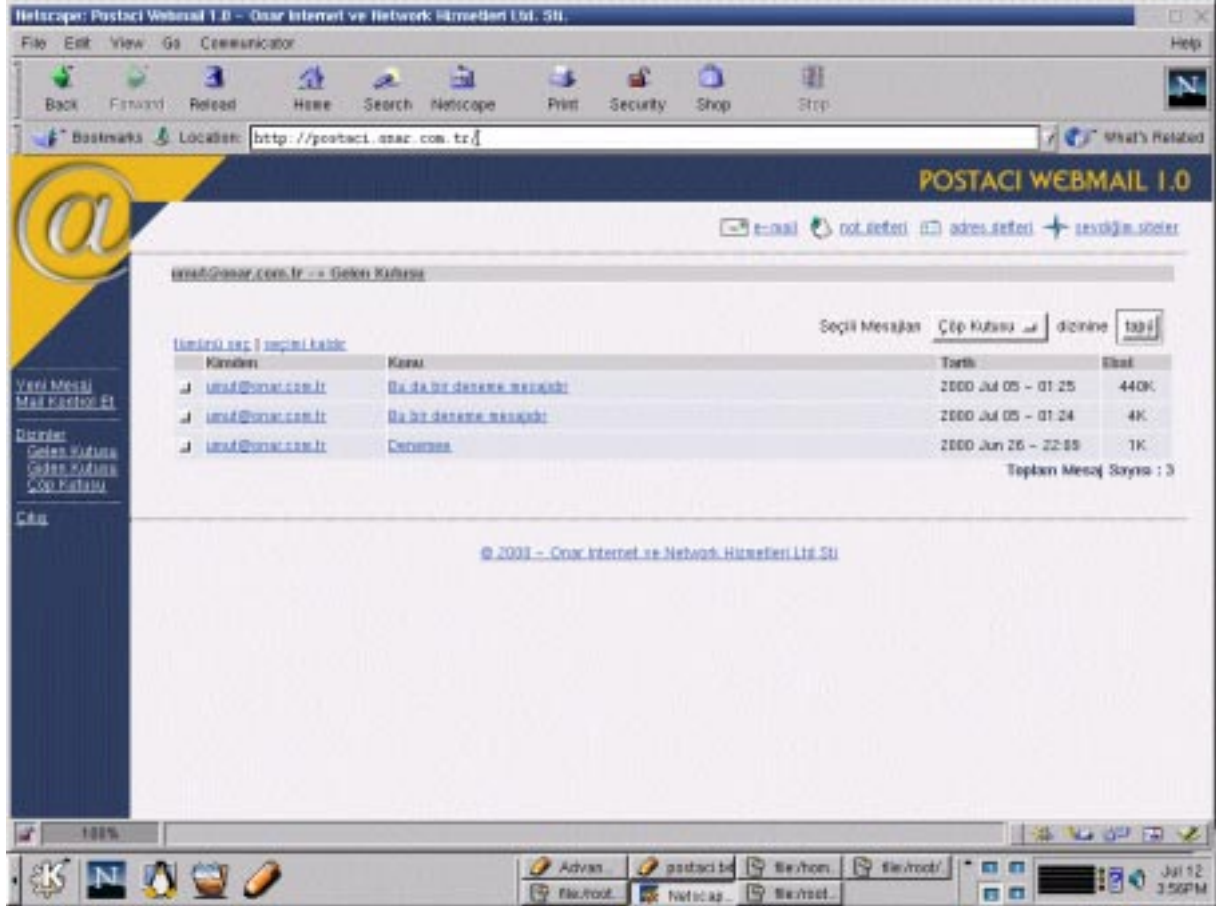 Netscape: Postaci Webmail 1.0 - Onar Internet ve Network Hizmetleri Ltd. Sti.
File Edit View Go Communicator Help
Back Forward Reload Home Search Netscape Print Security Shop Stop
Bookmarks Location: http://postaci.onar.com.tr/ What's Related
POSTACI WEBMAIL 1.0
e-mail not defteri adres defteri sevdiğim siteler
umut@onar.com.tr --> Gelen Kutusu
Seçili Mesajları Çöp Kutusu dizinine taşı
tümünü seç | seçimi kaldır
Kimden Konu Tarih Ebat
umut@onar.com.tr Bu da bir deneme mesajıdır 2000 Jul 05 - 01:25 440K
umut@onar.com.tr Bu bir deneme mesajıdır 2000 Jul 05 - 01:24 4K
umut@onar.com.tr 2000 Jun 26 - 1K
Toplam Mesaj Sayısı : 3
Yeni Mesaj
Mail Kontrol Et
Dizinler
Gelen Kutusu
Giden Kutusu
Çöp Kutusu
Çıkış
© 2000 - Onar Internet ve Network Hizmetleri Ltd Sti
100%
Advan... postaci.te file:/hom... file:/root/... Jul 12
file:/root... Netscap... file:/root... 3:56PM